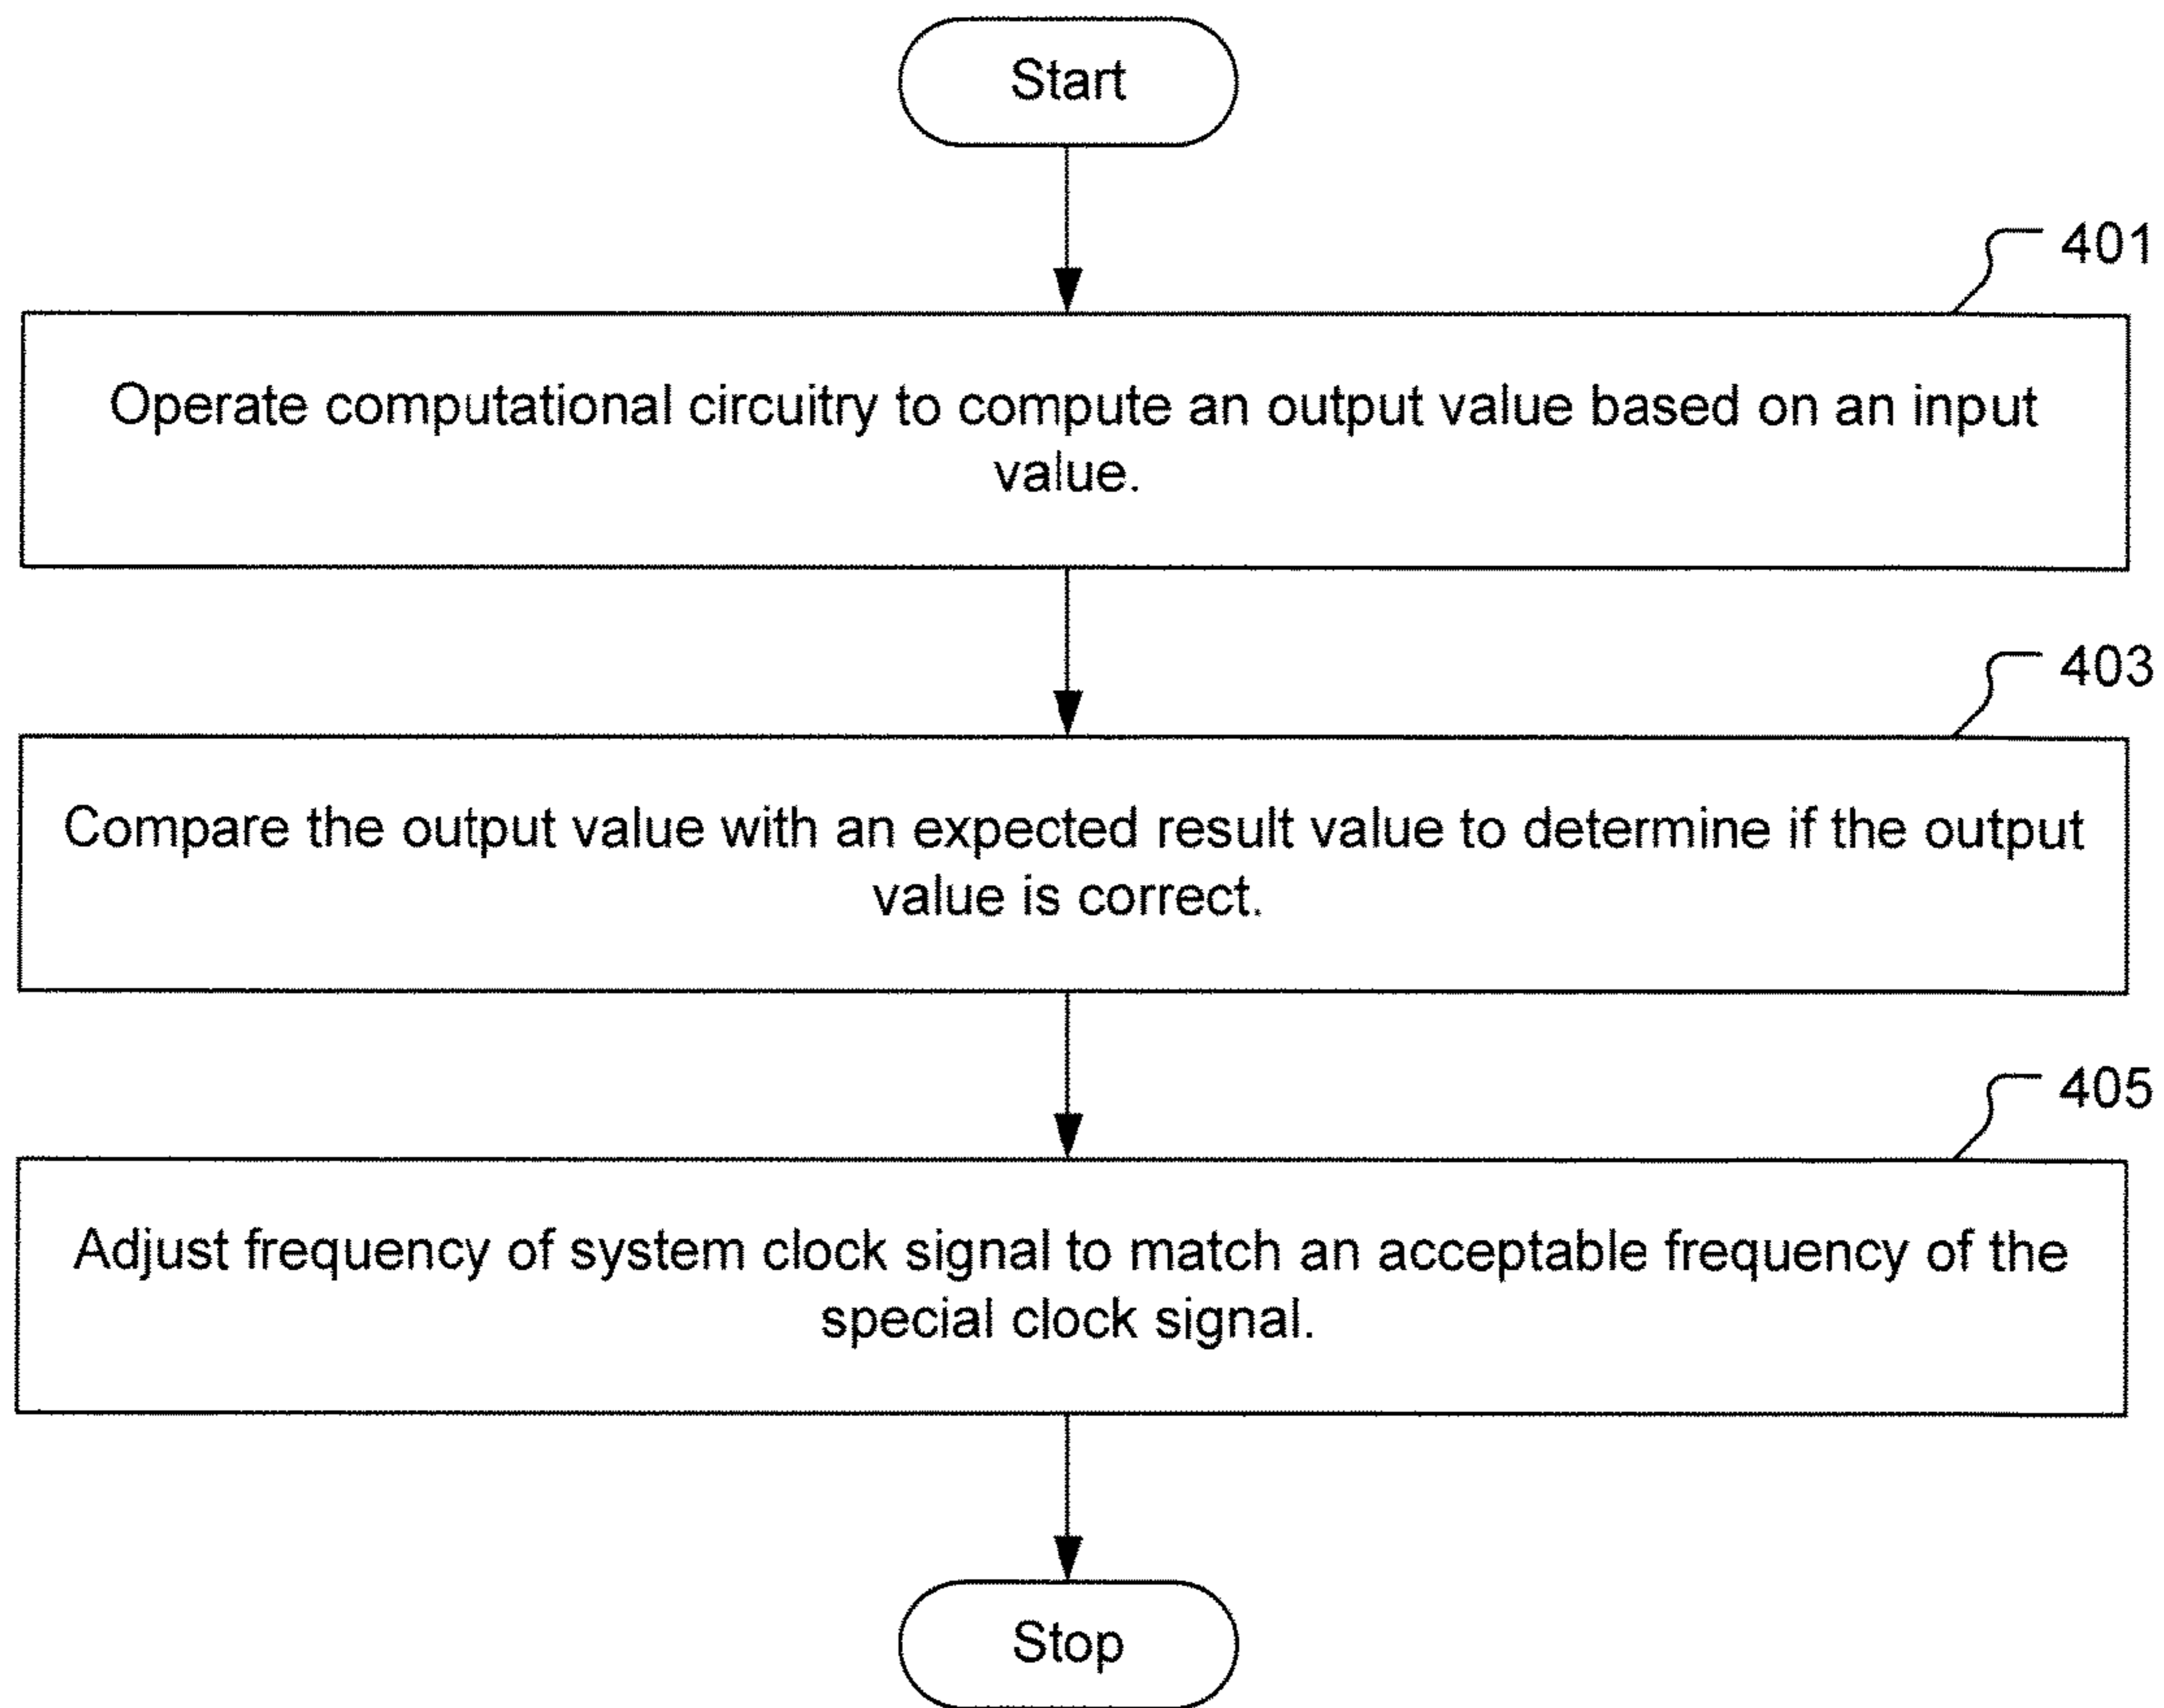 Start
401
Operate computational circuitry to compute an output value based on an input
value.
403
Compare the output value with an expected result value to determine if the output
value is correct.
405
Adjust frequency of system clock signal to match an acceptable frequency of the
special clock signal.
Stop